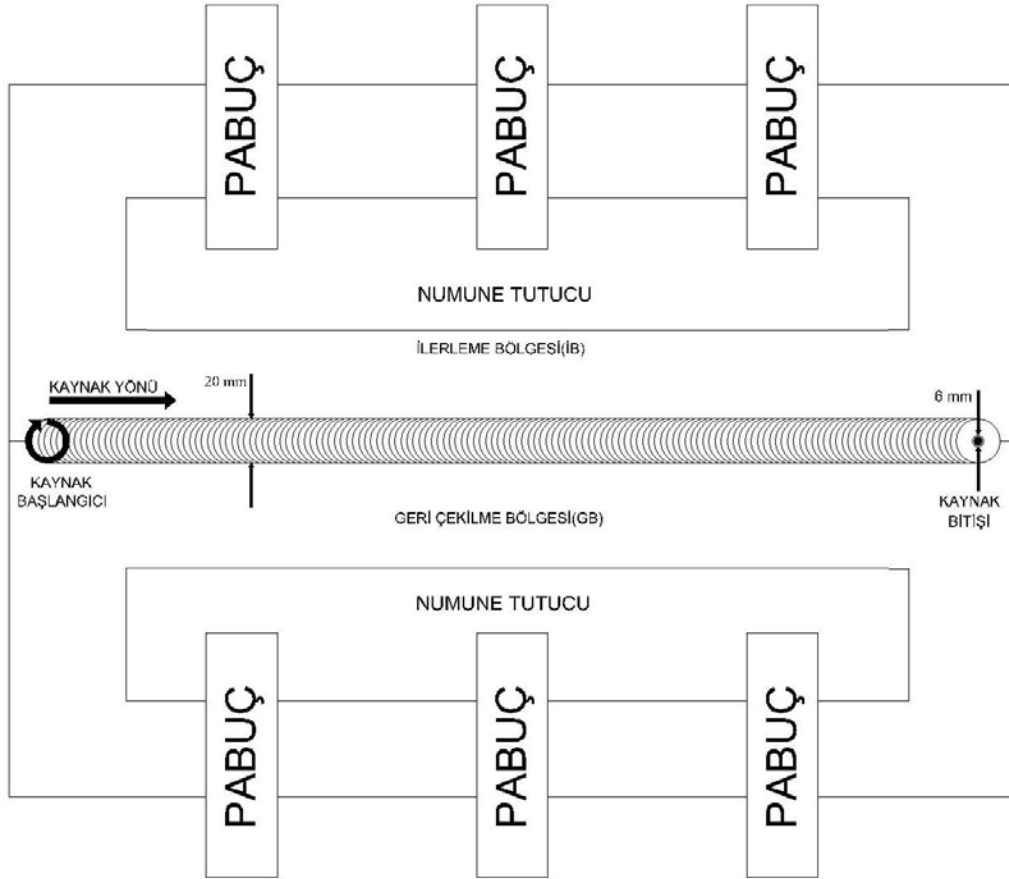 PABUÇ
PABUÇ
PABUÇ
NUMUNE TUTUCU
İLERLEME BÖLGESİ(İB)
KAYNAK YÖNÜ
20 mm
6 mm
KAYNAK
BAŞLANGICI
GERİ ÇEKİLME BÖLGESİ(GB)
KAYNAK
BİTİŞİ
NUMUNE TUTUCU
PABUÇ
PABUÇ
PABUÇ